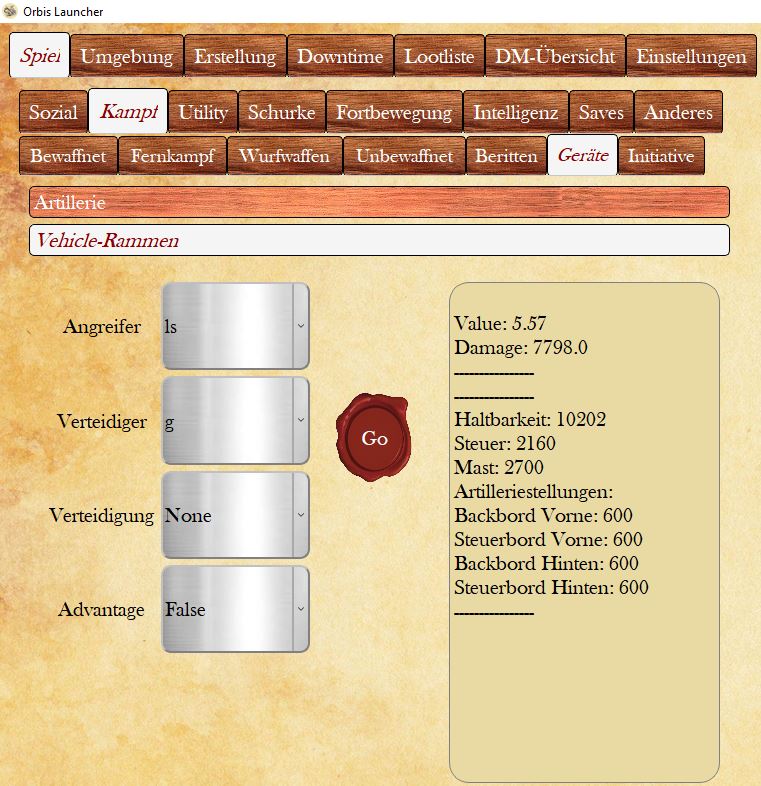 Orbis Launcher
Spiel Umgebung Erstellung Downtime Lootliste DM-Übersicht Einstellungen
Sozial Kampf Utility Schurke Fortbewegung Intelligenz Saves Anderes
Bewaffnet Fernkampf Wurfwaffen Unbewaffnet Beritten Geräte Initiative
Artillerie
Vehicle-Rammen
Angreifer ls
Verteidiger g
Verteidigung None
Advantage False
Go
Value: 5.57
Damage: 7798.0
----------------
----------------
Haltbarkeit: 10202
Steuer: 2160
Mast: 2700
Artilleriestellungen:
Backbord Vorne: 600
Steuerbord Vorne: 600
Backbord Hinten: 600
Steuerbord Hinten: 600
----------------